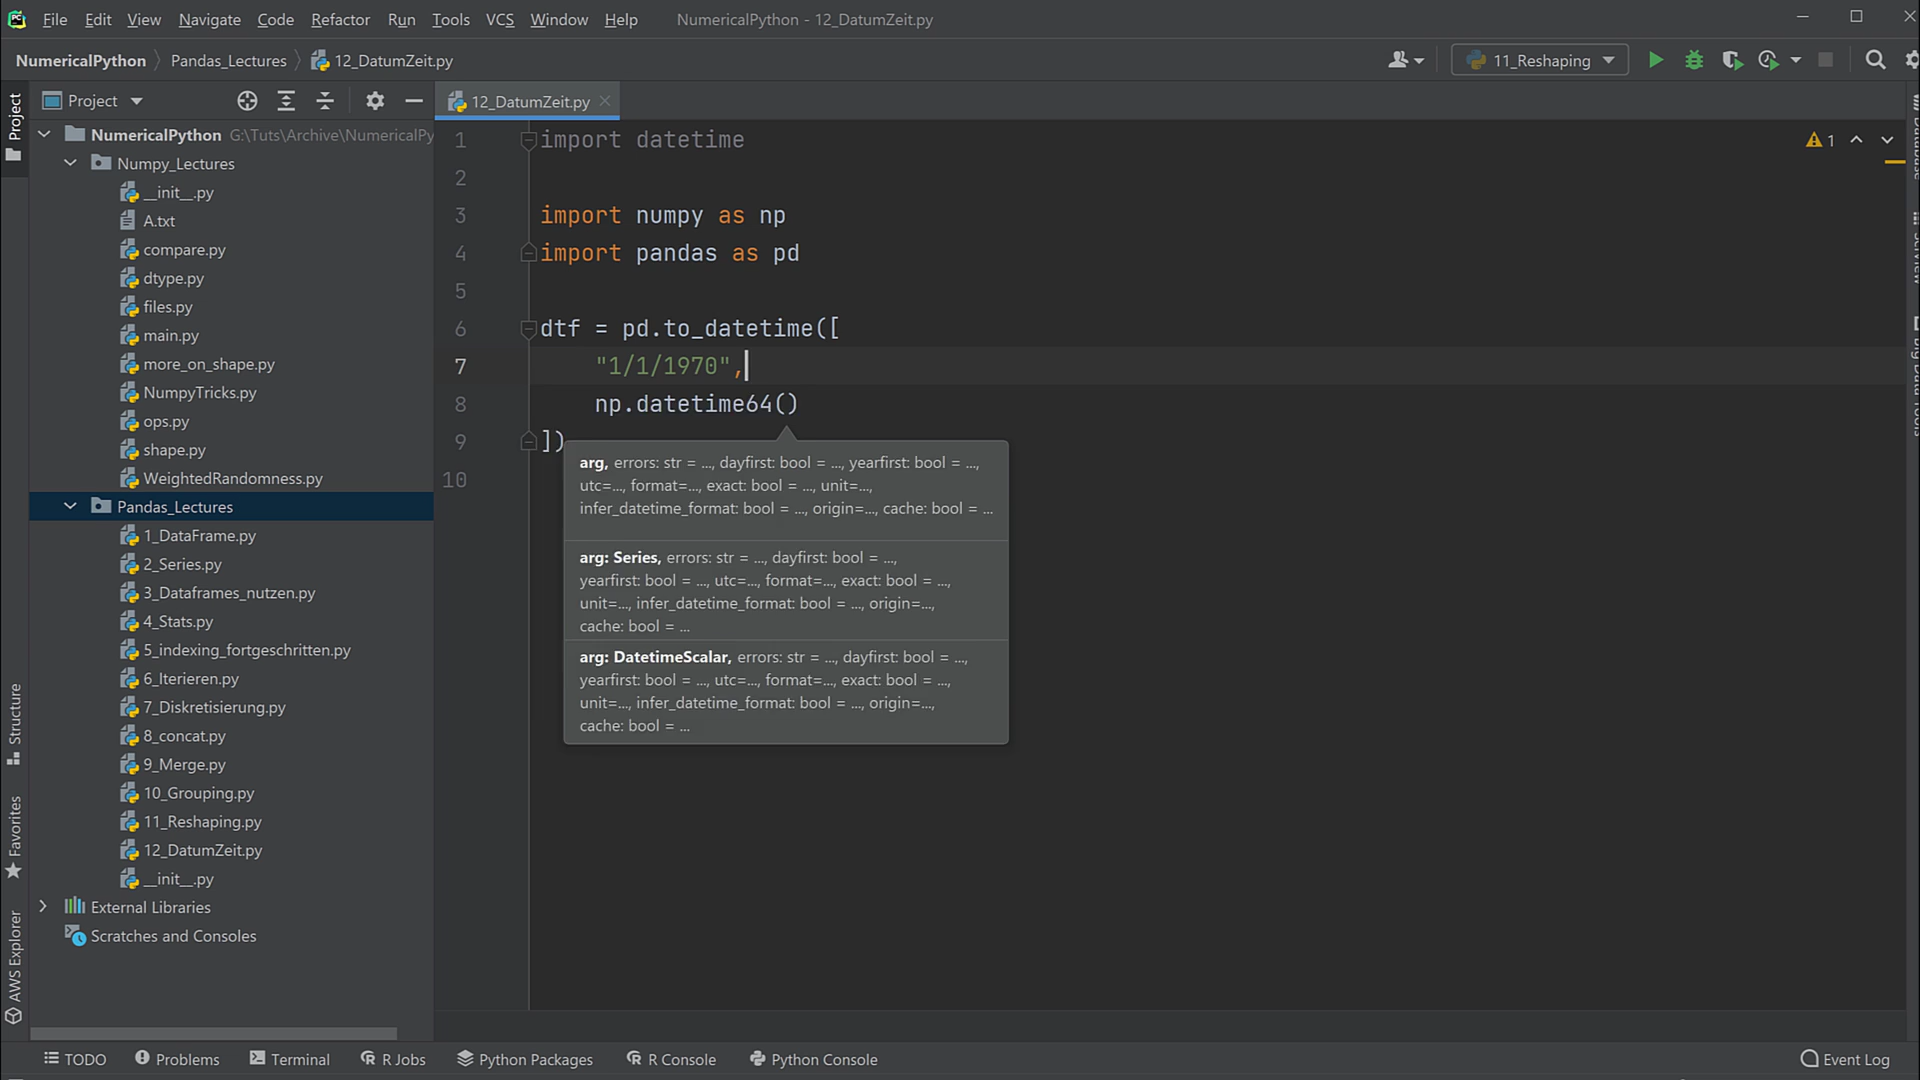 File Edit View Navigate Code Refactor Run Tools VCS Window Help NumericalPython - 12_DatumZeit.py
NumericalPython Pandas_Lectures 12_DatumZeit.py 11_Reshaping
Project
12_DatumZeit.py
Project
NumericalPython G:\Tuts\Archive\NumericalPy
Numpy_Lectures
__init__.py
A.txt
compare.py
dtype.py
files.py
main.py
more_on_shape.py
NumpyTricks.py
ops.py
shape.py
WeightedRandomness.py
Pandas_Lectures
1_DataFrame.py
2_Series.py
3_Dataframes_nutzen.py
4_Stats.py
5_indexing_fortgeschritten.py
6_Iterieren.py
7_Diskretisierung.py
8_concat.py
9_Merge.py
10_Grouping.py
11_Reshaping.py
12_DatumZeit.py
__init__.py
External Libraries
Scratches and Consoles
Structure
Favorites
AWS Explorer
1 import datetime
2
3 import numpy as np
4 import pandas as pd
5
6 dtf = pd.to_datetime([
7 "1/1/1970",
8 np.datetime64()
9 ])
10
1
arg, errors: str = ..., dayfirst: bool = ..., yearfirst: bool = ...,
utc=..., format=..., exact: bool = ..., unit=...,
infer_datetime_format: bool = ..., origin=..., cache: bool = ...
arg: Series, errors: str = ..., dayfirst: bool = ...,
yearfirst: bool = ..., utc=..., format=..., exact: bool = ...,
unit=..., infer_datetime_format: bool = ..., origin=...,
cache: bool = ...
arg: DatetimeScalar, errors: str = ..., dayfirst: bool = ...,
yearfirst: bool = ..., utc=..., format=..., exact: bool = ...,
unit=..., infer_datetime_format: bool = ..., origin=...,
cache: bool = ...
Database
SciView
Big Data Tools
TODO Problems Terminal R Jobs Python Packages R Console Python Console Event Log